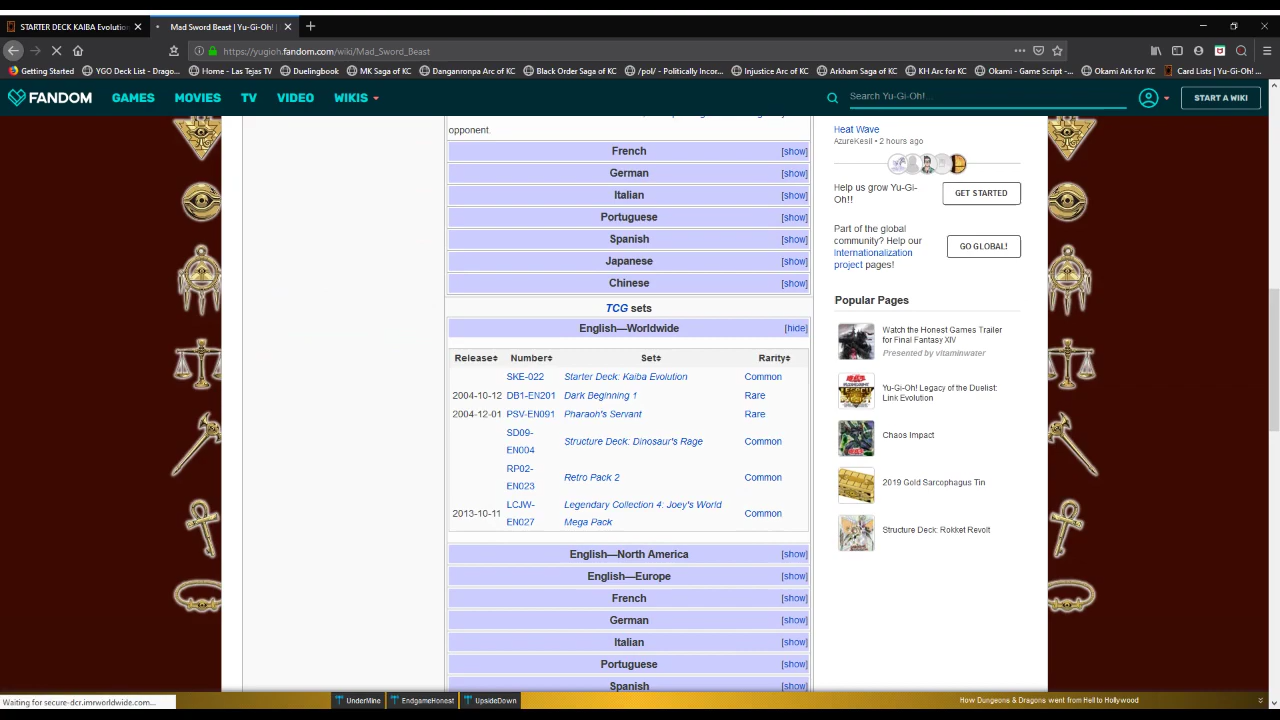 STARTER DECK KAIBA Evolution
Mad Sword Beast | Yu-Gi-Oh! |
https://yugioh.fandom.com/wiki/Mad_Sword_Beast
Getting Started
YGO Deck List - Drago...
Home - Las Tejas TV
Duelingbook
MK Saga of KC
Danganronpa Arc of KC
Black Order Saga of KC
/pol/ - Politically Incor...
Injustice Arc of KC
Arkham Saga of KC
KH Arc for KC
Okami - Game Script -...
Okami Ark for KC
Card Lists | Yu-Gi-Oh! ...
FANDOM
GAMES
MOVIES
TV
VIDEO
WIKIS
Search Yu-Gi-Oh!...
START A WIKI
opponent.
French [show]
German [show]
Italian [show]
Portuguese [show]
Spanish [show]
Japanese [show]
Chinese [show]
TCG sets
English—Worldwide [hide]
Release Number Set Rarity
SKE-022 Starter Deck: Kaiba Evolution Common
2004-10-12 DB1-EN201 Dark Beginning 1 Rare
2004-12-01 PSV-EN091 Pharaoh's Servant Rare
SD09-
EN004 Structure Deck: Dinosaur's Rage Common
RP02-
EN023 Retro Pack 2 Common
2013-10-11 LCJW-
EN027 Legendary Collection 4: Joey's World
Mega Pack Common
English—North America [show]
English—Europe [show]
French [show]
German [show]
Italian [show]
Portuguese [show]
Spanish [show]
Heat Wave
AzureKesil • 2 hours ago
Help us grow Yu-Gi-
Oh!!
GET STARTED
Part of the global
community? Help our
Internationalization
project pages!
GO GLOBAL!
Popular Pages
Watch the Honest Games Trailer
for Final Fantasy XIV
Presented by vitaminwater
Yu-Gi-Oh! Legacy of the Duelist:
Link Evolution
Chaos Impact
2019 Gold Sarcophagus Tin
Structure Deck: Rokket Revolt
Waiting for secure-dcr.imrworldwide.com...
UnderMine
EndgameHonest
UpsideDown
How Dungeons & Dragons went from Hell to Hollywood